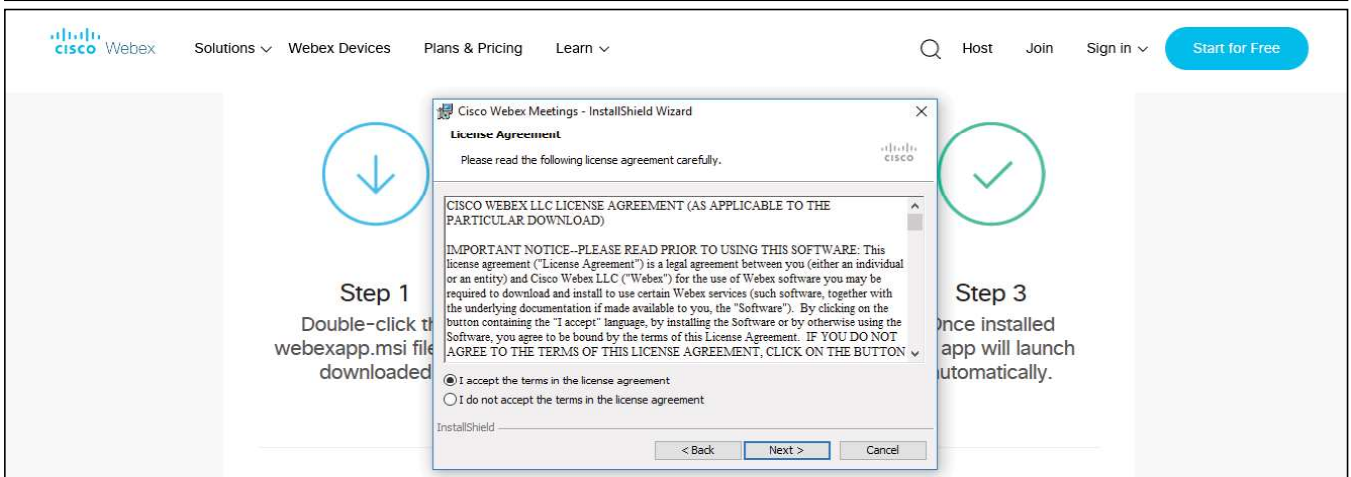 CISCO Webex Solutions Webex Devices Plans & Pricing Learn Host Join Sign in Start for Free
Cisco Webex Meetings - InstallShield Wizard
License Agreement
Please read the following license agreement carefully.
CISCO
CISCO WEBEX LLC LICENSE AGREEMENT (AS APPLICABLE TO THE
PARTICULAR DOWNLOAD)
IMPORTANT NOTICE--PLEASE READ PRIOR TO USING THIS SOFTWARE: This
license agreement ("License Agreement") is a legal agreement between you (either an individual
or an entity) and Cisco Webex LLC ("Webex") for the use of Webex software you may be
required to download and install to use certain Webex services (such software, together with
the underlying documentation if made available to you, the "Software"). By clicking on the
button containing the "I accept" language, by installing the Software or by otherwise using the
Software, you agree to be bound by the terms of this License Agreement. IF YOU DO NOT
AGREE TO THE TERMS OF THIS LICENSE AGREEMENT, CLICK ON THE BUTTON
I accept the terms in the license agreement
I do not accept the terms in the license agreement
InstallShield
< Back Next > Cancel
Step 1
Double-click
webexapp.msi
downloaded
Step 3
installed
app will launch